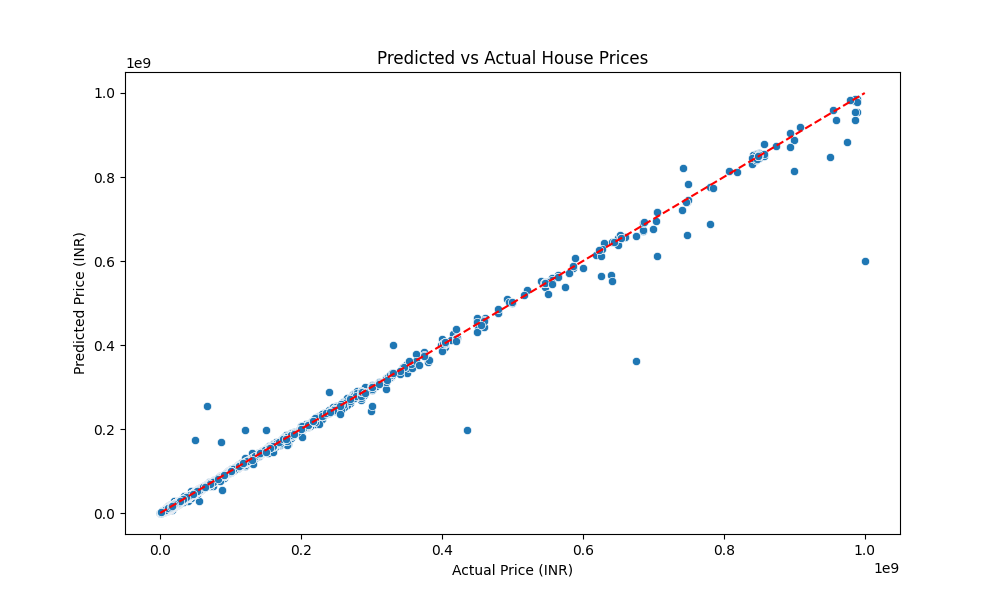 Predicted vs Actual House Prices
1e9
1.0
0.8
0.6
0.4
0.2
0.0
Predicted Price (INR)
0.0 0.2 0.4 0.6 0.8 1.0
1e9
Actual Price (INR)